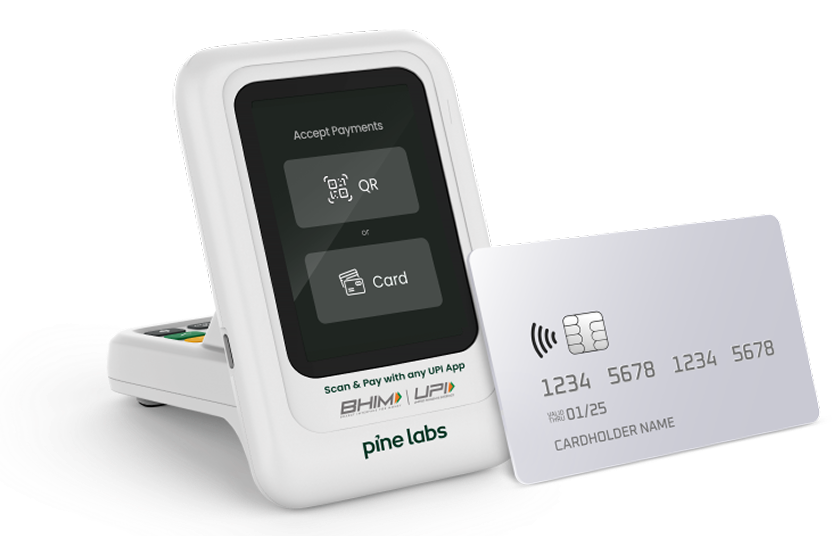 Accept Payments
QR
or
Card
Scan & Pay with any UPI App
BHIM | UPI
pine labs
1234 5678 1234 5678
VALID THRU 01/25
CARDHOLDER NAME